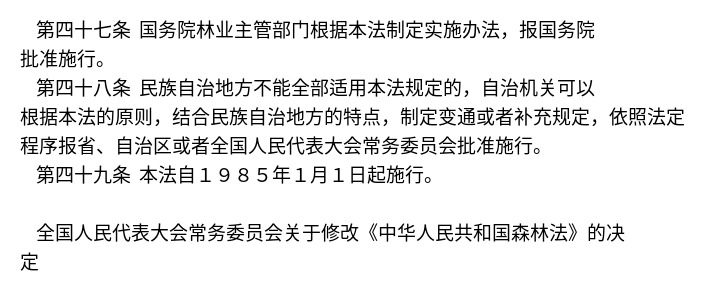 第四十七条 国务院林业主管部门根据本法制定实施办法，报国务院
批准施行。
第四十八条 民族自治地方不能全部适用本法规定的，自治机关可以
根据本法的原则，结合民族自治地方的特点，制定变通或者补充规定，依照法定
程序报省、自治区或者全国人民代表大会常务委员会批准施行。
第四十九条 本法自１９８５年１月１日起施行。
全国人民代表大会常务委员会关于修改《中华人民共和国森林法》的决
定